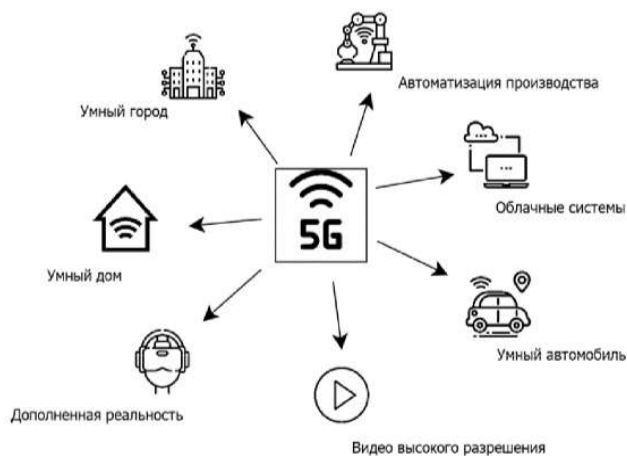 Автоматизация производства
Умный город
5G
Облачные системы
Умный дом
Умный автомобиль
Дополненная реальность
Видео высокого разрешения